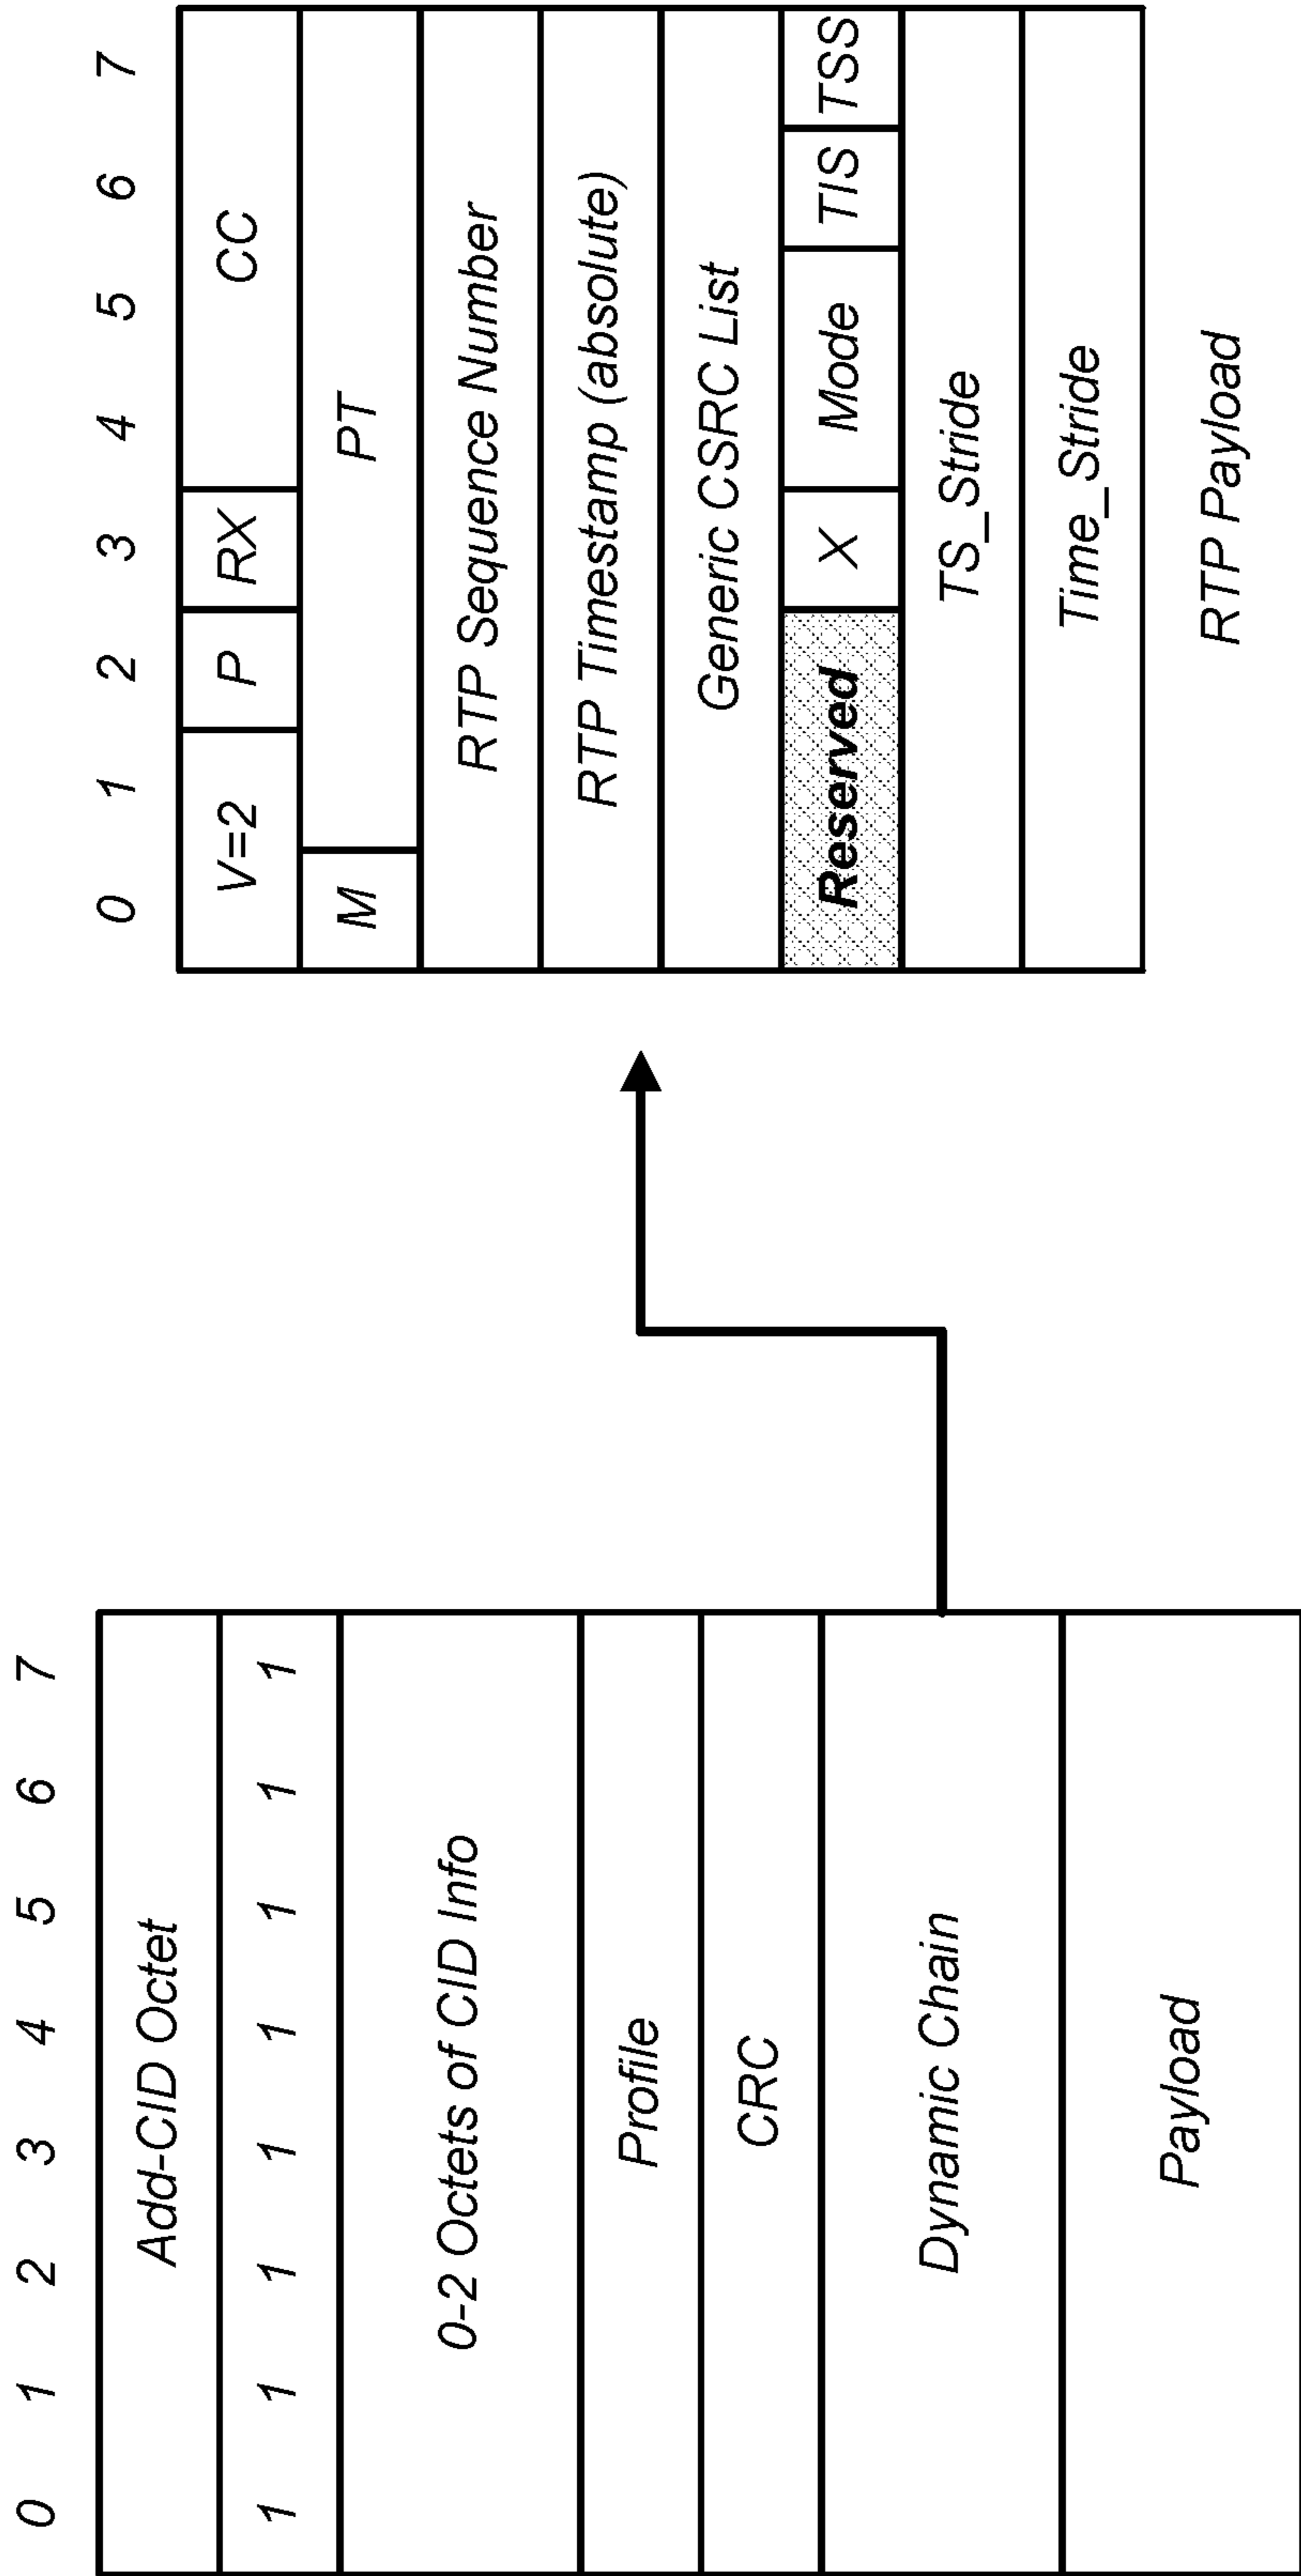 0 1 2 3 4 5 6 7
Add-CID Octet
1 1 1 1 1 1 1 1
0-2 Octets of CID Info
Profile
CRC
Dynamic Chain
Payload
0 1 2 3 4 5 6 7
V=2 P RX CC
M PT
RTP Sequence Number
RTP Timestamp (absolute)
Generic CSRC List
Reserved X Mode TIS TSS
TS_Stride
Time_Stride
RTP Payload